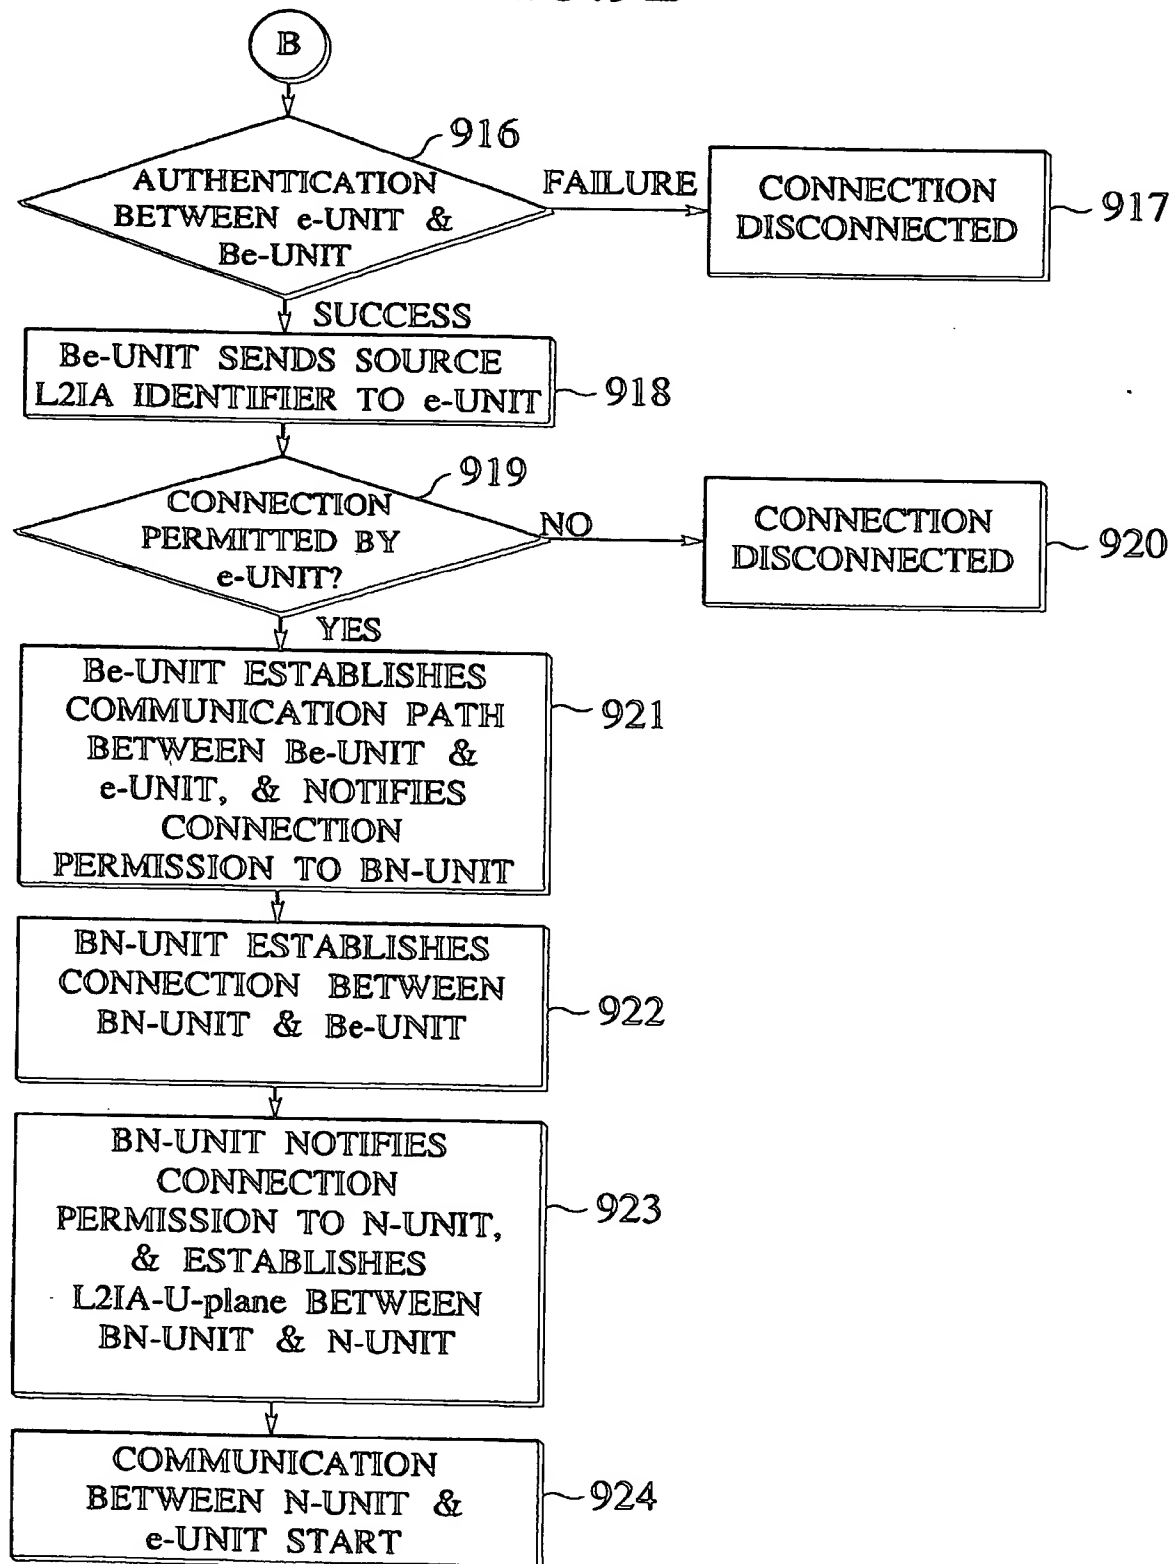 B
916
AUTHENTICATION
BETWEEN e-UNIT &
Be-UNIT
FAILURE
CONNECTION
DISCONNECTED
917
SUCCESS
Be-UNIT SENDS SOURCE
L2IA IDENTIFIER TO e-UNIT
918
919
CONNECTION
PERMITTED BY
e-UNIT?
NO
CONNECTION
DISCONNECTED
920
YES
Be-UNIT ESTABLISHES
COMMUNICATION PATH
BETWEEN Be-UNIT &
e-UNIT, & NOTIFIES
CONNECTION
PERMISSION TO BN-UNIT
921
BN-UNIT ESTABLISHES
CONNECTION BETWEEN
BN-UNIT & Be-UNIT
922
BN-UNIT NOTIFIES
CONNECTION
PERMISSION TO N-UNIT,
& ESTABLISHES
L2IA-U-plane BETWEEN
BN-UNIT & N-UNIT
923
COMMUNICATION
BETWEEN N-UNIT &
e-UNIT START
924